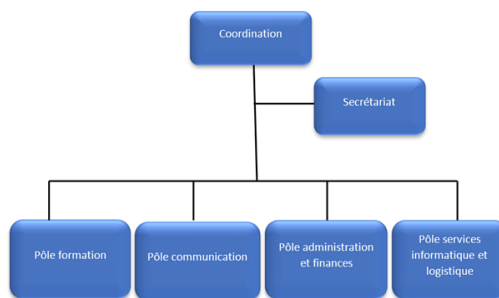 Coordination
Secrétariat
Pôle formation
Pôle communication
Pôle administration
et finances
Pôle services
informatique et
logistique